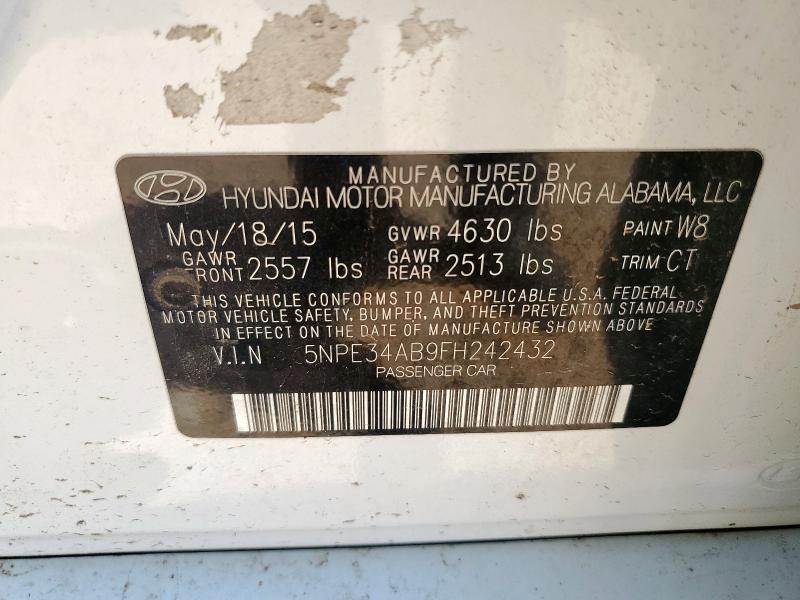 MANUFACTURED BY
HYUNDAI MOTOR MANUFACTURING ALABAMA, LLC
May/18/15 GVWR 4630 lbs PAINT W8
GAWR FRONT 2557 lbs GAWR REAR 2513 lbs TRIM CT
THIS VEHICLE CONFORMS TO ALL APPLICABLE U.S.A. FEDERAL
MOTOR VEHICLE SAFETY, BUMPER, AND THEFT PREVENTION STANDARDS
IN EFFECT ON THE DATE OF MANUFACTURE SHOWN ABOVE
V.I.N 5NPE34AB9FH242432
PASSENGER CAR